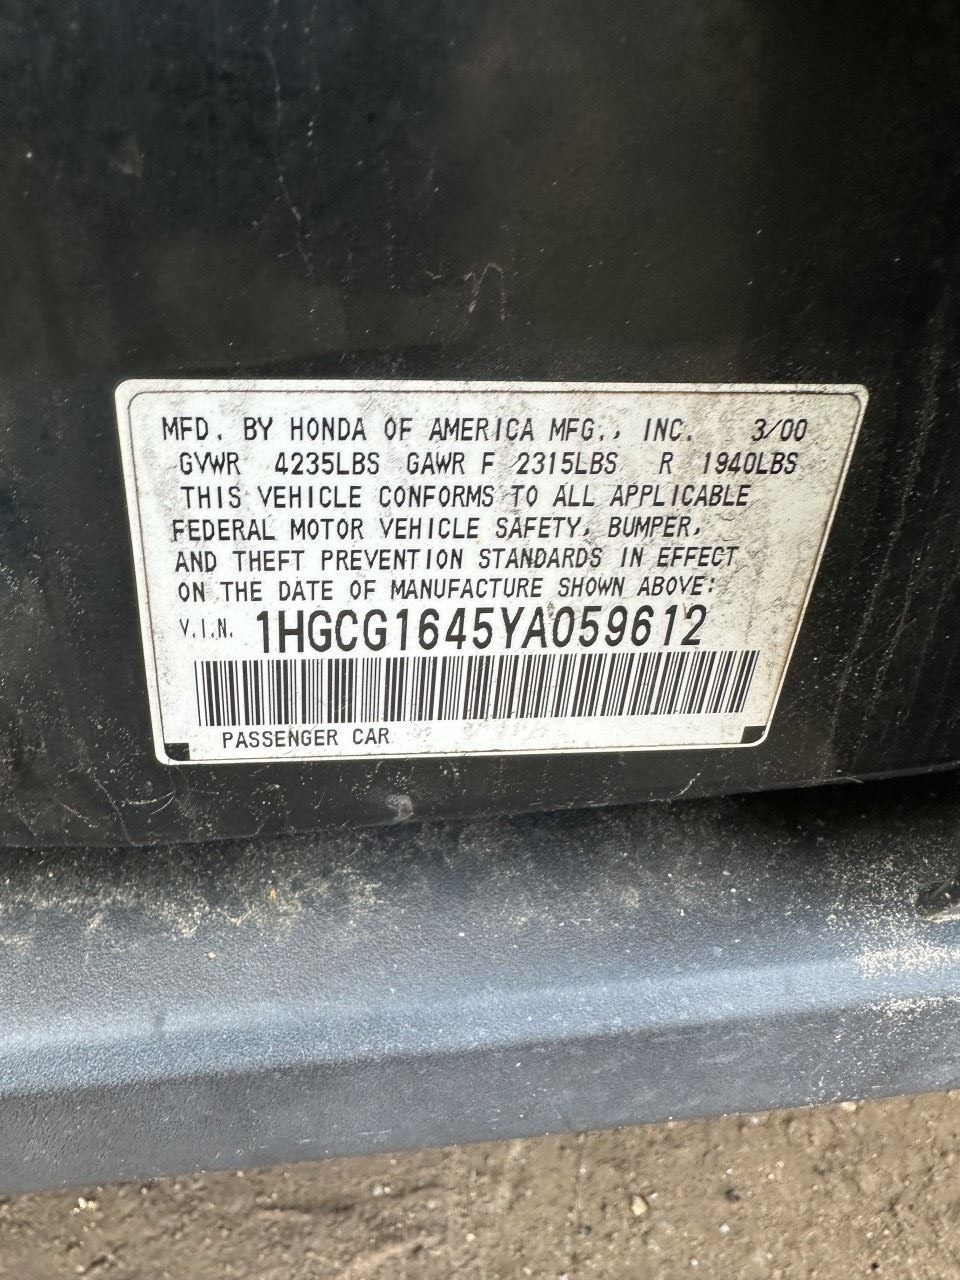 MFD. BY HONDA OF AMERICA MFG., INC. 3/00
GVWR 4235LBS GAWR F 2315LBS R 1940LBS
THIS VEHICLE CONFORMS TO ALL APPLICABLE
FEDERAL MOTOR VEHICLE SAFETY, BUMPER,
AND THEFT PREVENTION STANDARDS IN EFFECT
ON THE DATE OF MANUFACTURE SHOWN ABOVE:
V.I.N. 1HGCG1645YA059612
PASSENGER CAR